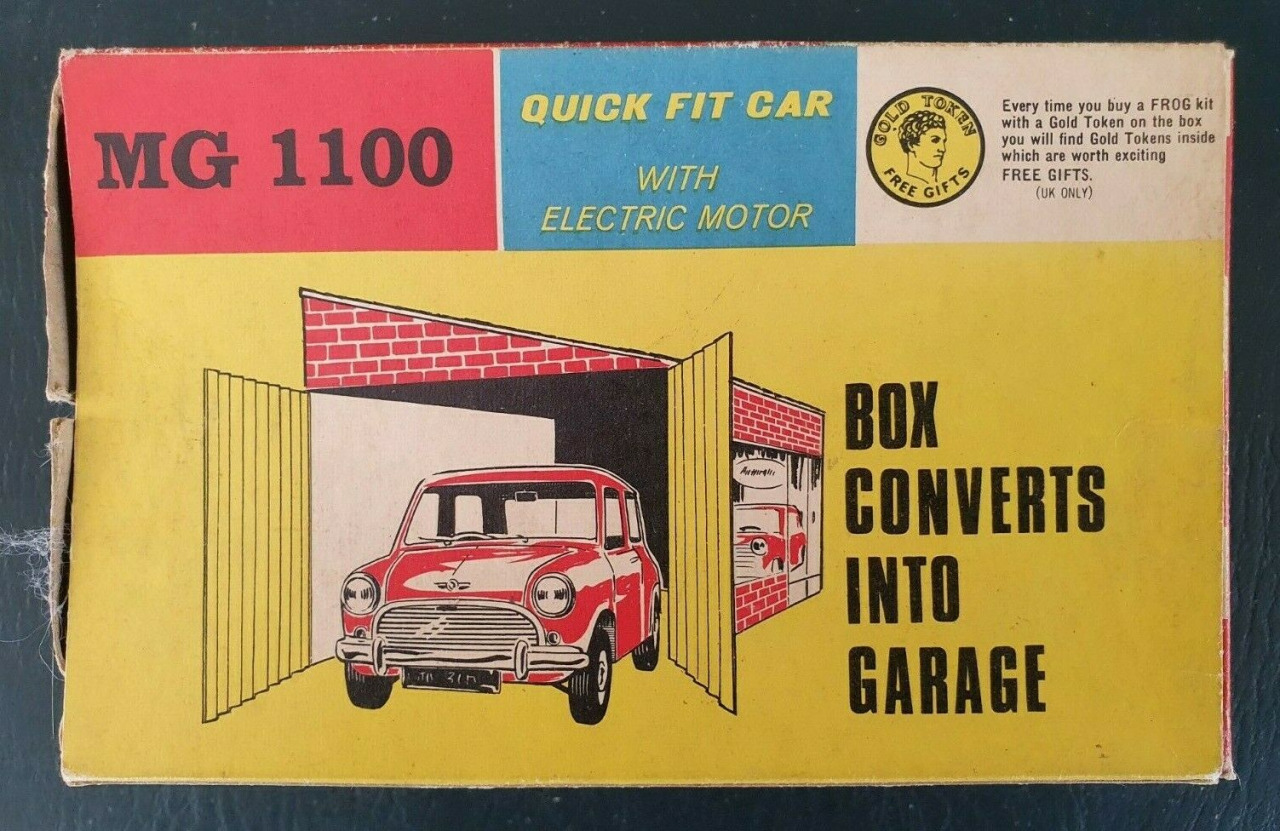 MG 1100
QUICK FIT CAR
WITH
ELECTRIC MOTOR
GOLD TOKEN
FREE GIFTS
Every time you buy a FROG kit
with a Gold Token on the box
you will find Gold Tokens inside
which are worth exciting
FREE GIFTS.
(UK ONLY)
BOX
CONVERTS
INTO
GARAGE